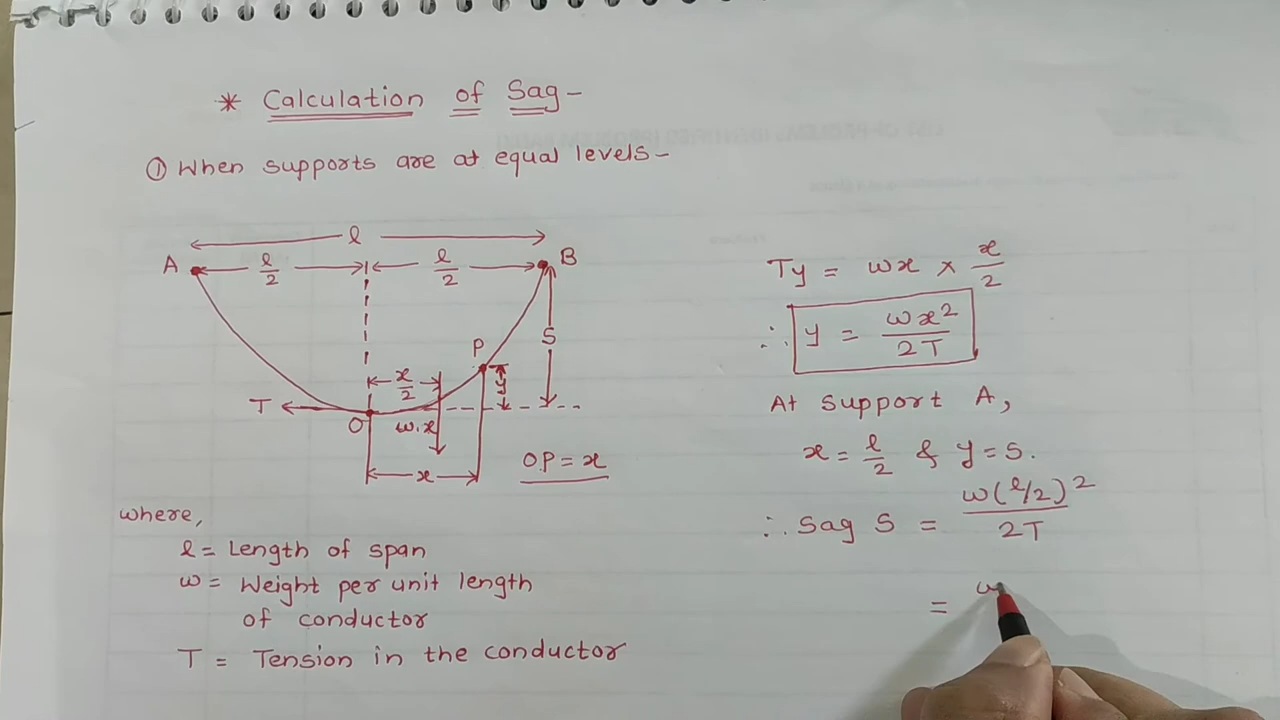 * Calculation of Sag -
① When supports are at equal levels -
l
A l/2 l/2 B
S
P
x/2 y
T
O w.x
x OP = x
where,
l = Length of span
w = Weight per unit length
of conductor
T = Tension in the conductor
Ty = wx × x/2
∴ y = wx²/2T
At support A,
x = l/2 & y = S.
∴ Sag S = w(l/2)²/2T
= w